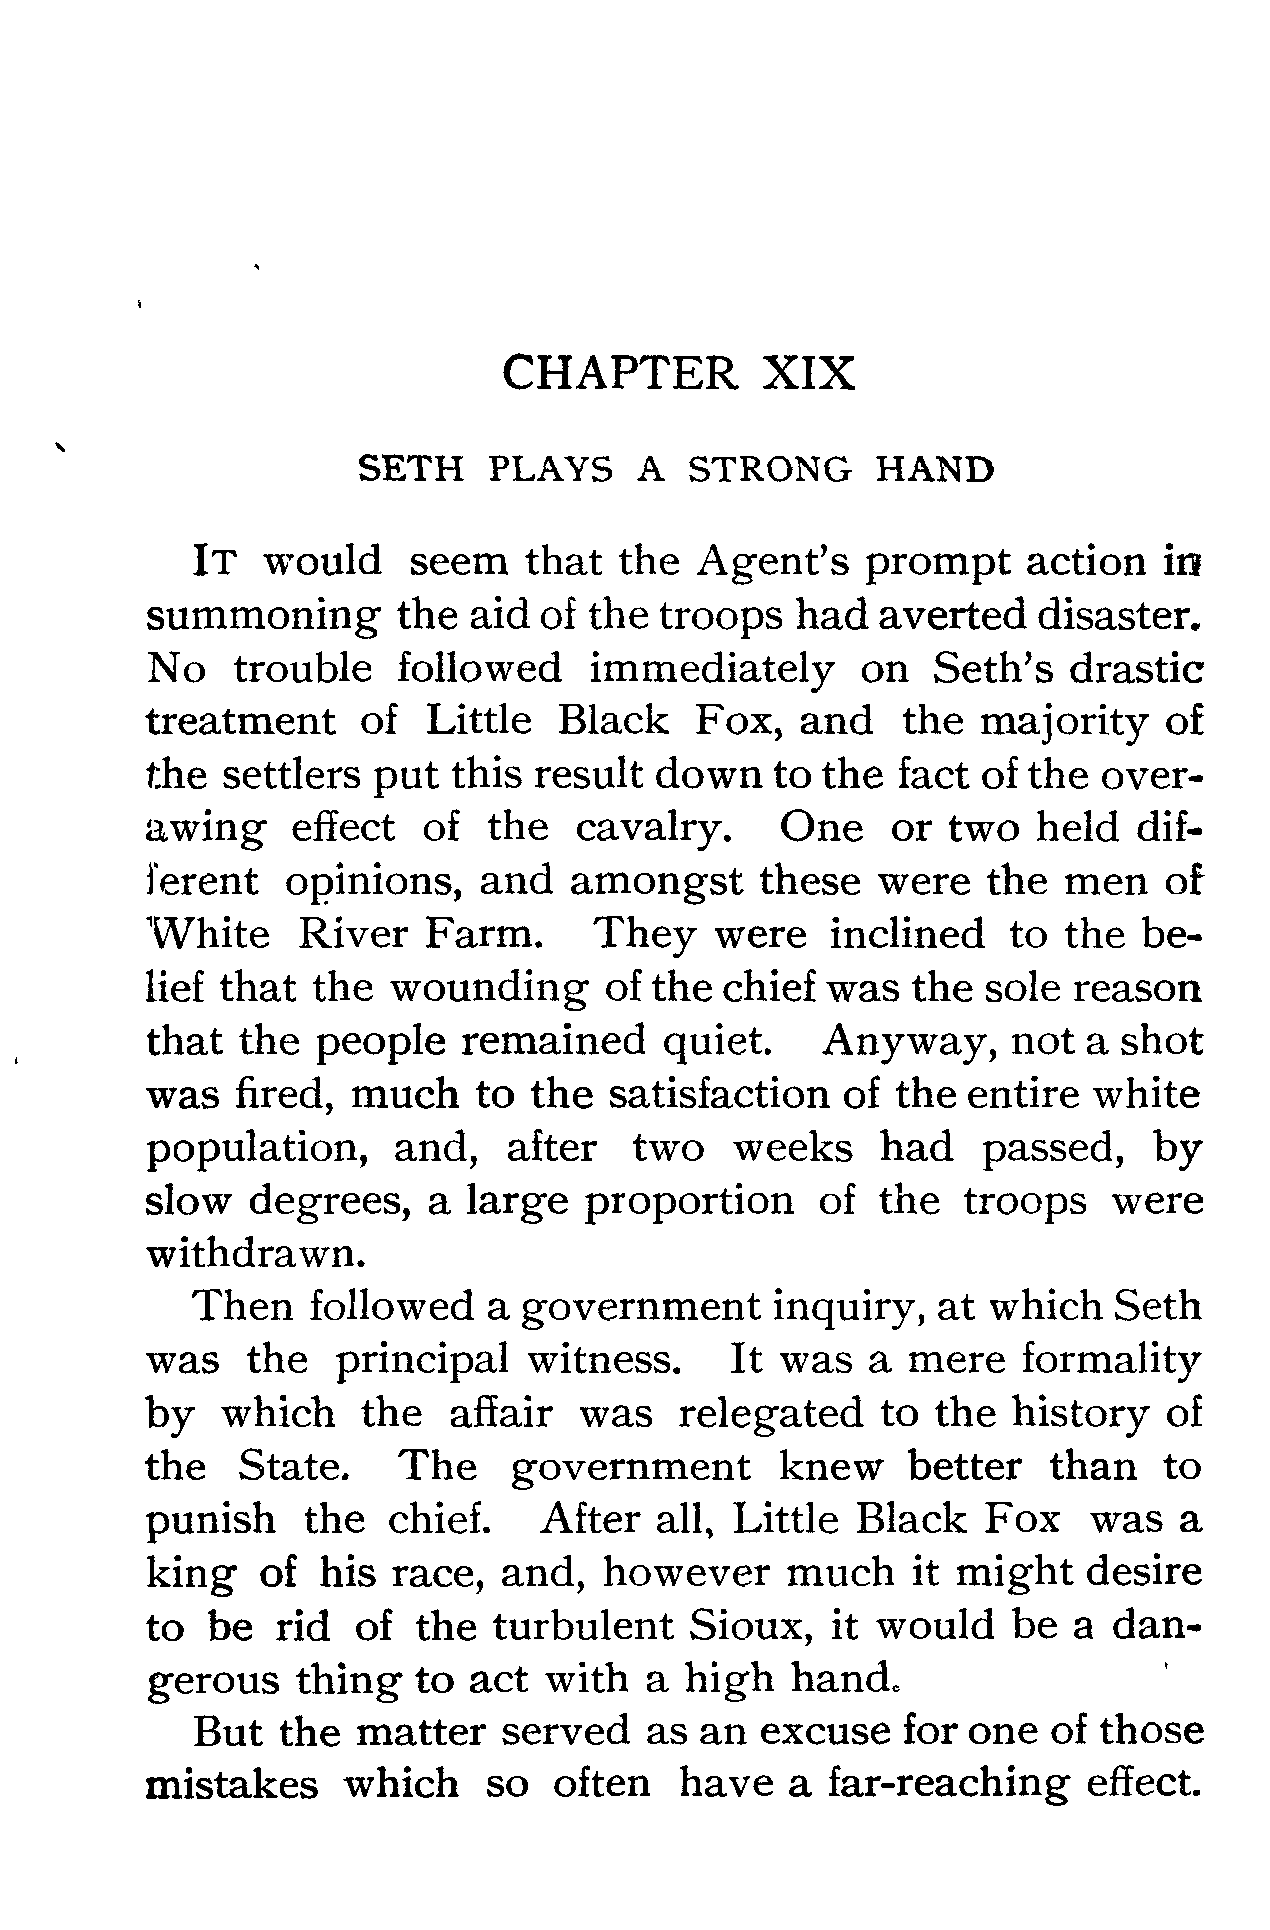 CHAPTER XIX
SETH PLAYS A STRONG HAND
IT would seem that the Agent's prompt action in
summoning the aid of the troops had averted disaster.
No trouble followed immediately on Seth's drastic
treatment of Little Black Fox, and the majority of
the settlers put this result down to the fact of the over-
awing effect of the cavalry. One or two held dif-
ferent opinions, and amongst these were the men of
White River Farm. They were inclined to the be-
lief that the wounding of the chief was the sole reason
that the people remained quiet. Anyway, not a shot
was fired, much to the satisfaction of the entire white
population, and, after two weeks had passed, by
slow degrees, a large proportion of the troops were
withdrawn.
Then followed a government inquiry, at which Seth
was the principal witness. It was a mere formality
by which the affair was relegated to the history of
the State. The government knew better than to
punish the chief. After all, Little Black Fox was a
king of his race, and, however much it might desire
to be rid of the turbulent Sioux, it would be a dan-
gerous thing to act with a high hand.
But the matter served as an excuse for one of those
mistakes which so often have a far-reaching effect.